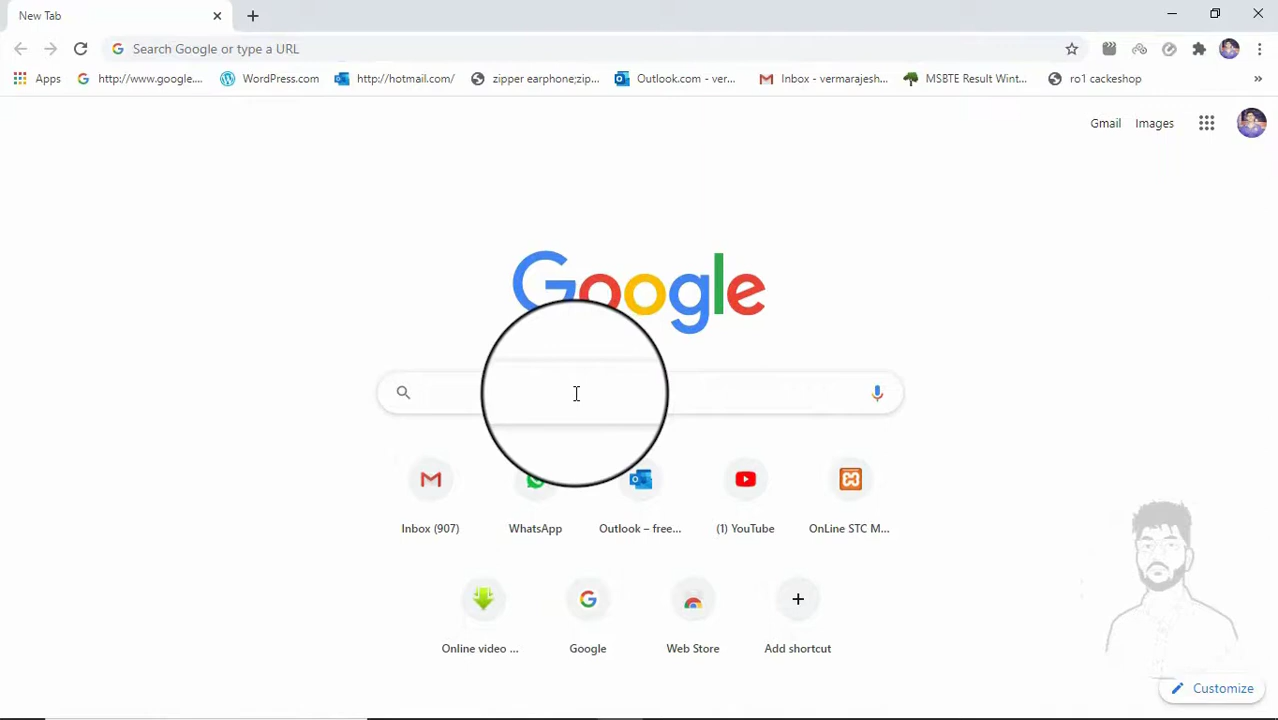 New Tab
Search Google or type a URL
Apps http://www.google.... WordPress.com http://hotmail.com/ zipper earphone;zip... Outlook.com - ver... Inbox - vermarajesh... MSBTE Result Wint... ro1 cackeshop »
Gmail Images
Google
Inbox (907) WhatsApp Outlook – free... (1) YouTube OnLine STC M...
Online video ... Google Web Store Add shortcut
Customize